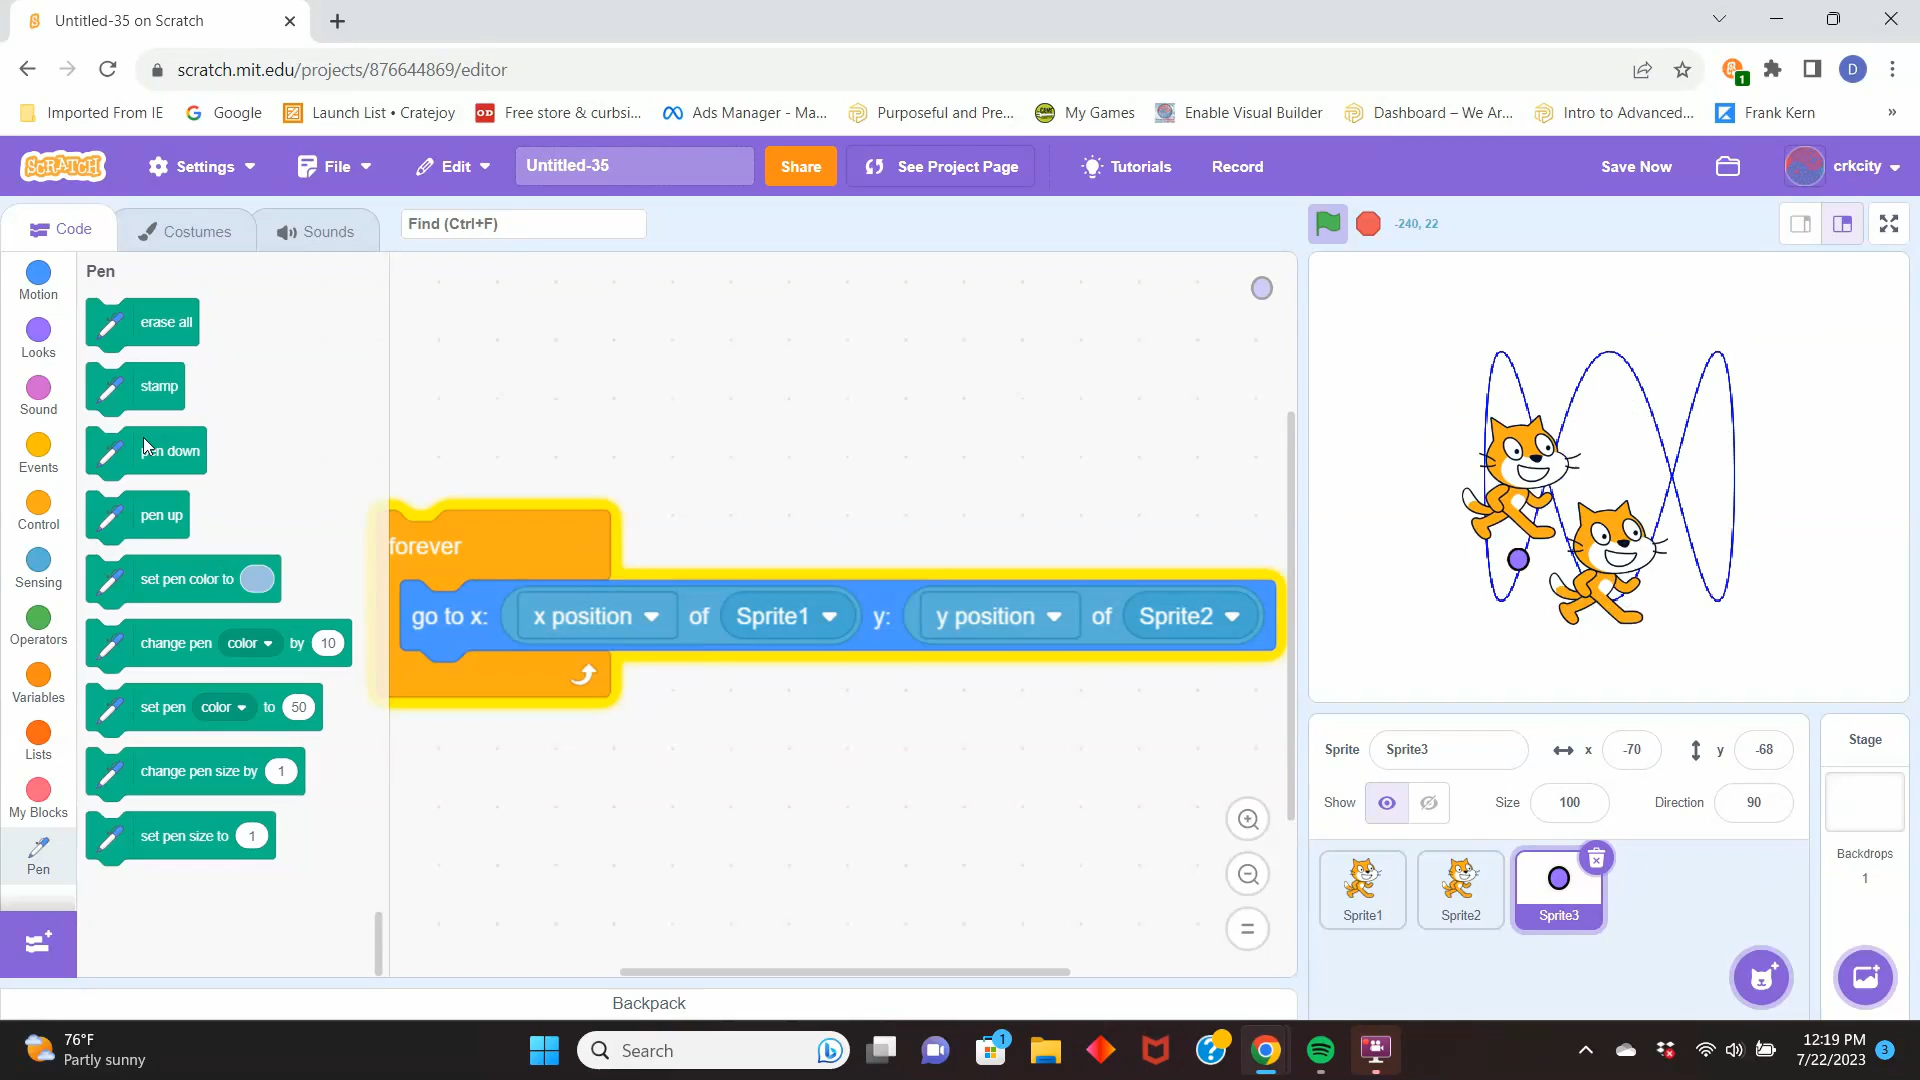 Untitled-35 on Scratch
scratch.mit.edu/projects/876644869/editor
1
D
Imported From IE
Google
Launch List • Cratejoy
OD Free store & curbsi...
Ads Manager - Ma...
Purposeful and Pre...
My Games
Enable Visual Builder
Dashboard – We Ar...
Intro to Advanced...
Frank Kern
»
SCRATCH
Settings
File
Edit
Untitled-35
Share
See Project Page
Tutorials
Record
Save Now
crkcity
Code
Costumes
Sounds
Find (Ctrl+F)
-240, 22
Motion
Looks
Sound
Events
Control
Sensing
Operators
Variables
Lists
My Blocks
Pen
Pen
erase all
stamp
pen down
pen up
set pen color to
change pen color by 10
set pen color to 50
change pen size by 1
set pen size to 1
forever
go to x: x position of Sprite1 y: y position of Sprite2
Sprite Sprite3 x -70 y -68
Show Size 100 Direction 90
Sprite1
Sprite2
Sprite3
Stage
Backdrops
1
Backpack
76°F
Partly sunny
Search
1
12:19 PM
7/22/2023
3